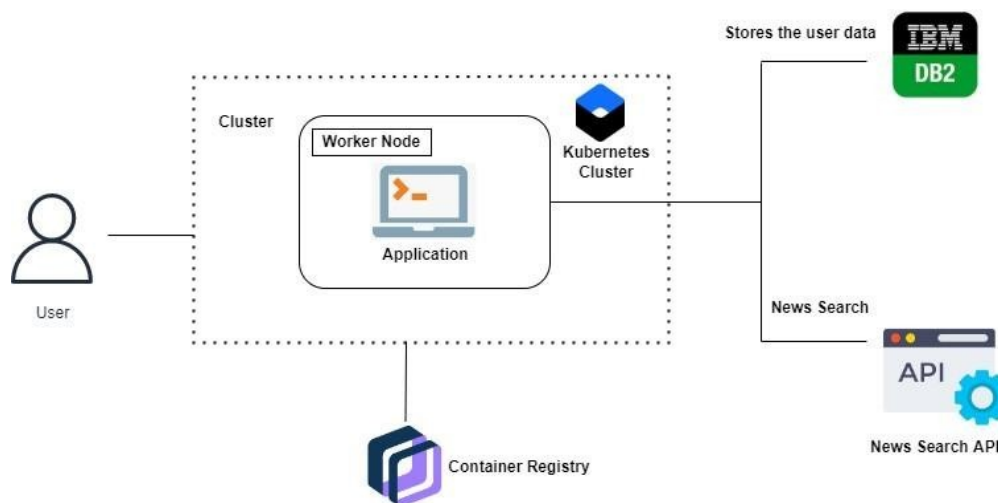 Stores the user data
IBM
DB2
Cluster
Worker Node
Kubernetes
Cluster
Application
User
News Search
API
News Search API
Container Registry